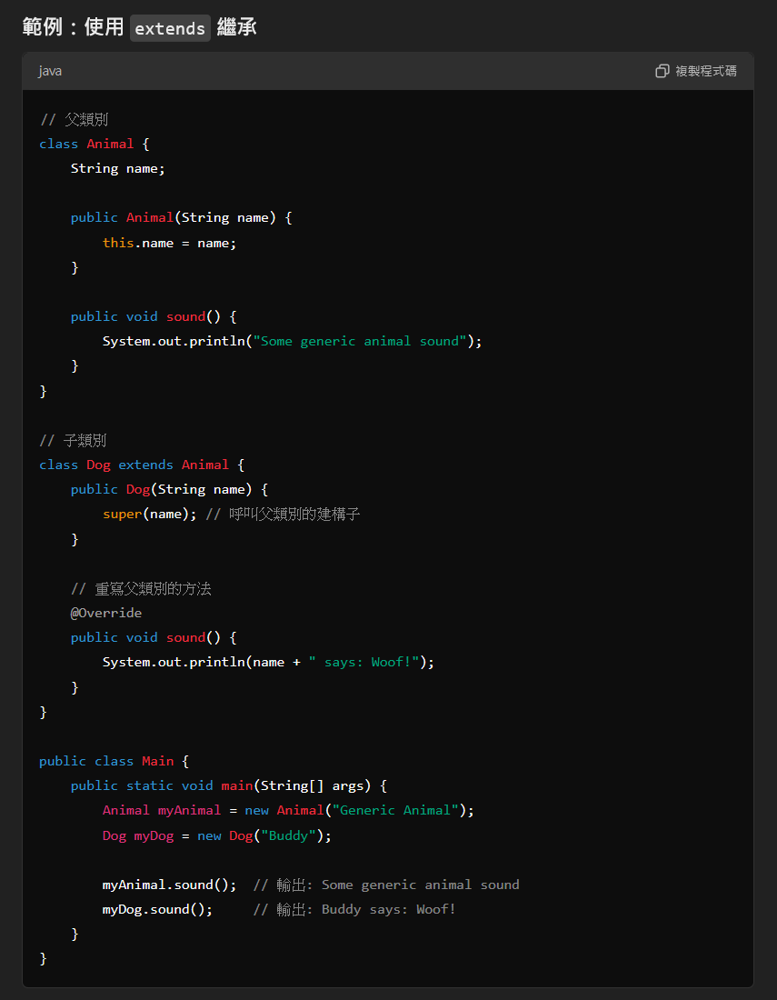 範例：使用 extends 繼承
java 複製程式碼
// 父類別
class Animal {
    String name;

    public Animal(String name) {
        this.name = name;
    }

    public void sound() {
        System.out.println("Some generic animal sound");
    }
}

// 子類別
class Dog extends Animal {
    public Dog(String name) {
        super(name); // 呼叫父類別的建構子
    }

    // 重寫父類別的方法
    @Override
    public void sound() {
        System.out.println(name + " says: Woof!");
    }
}

public class Main {
    public static void main(String[] args) {
        Animal myAnimal = new Animal("Generic Animal");
        Dog myDog = new Dog("Buddy");

        myAnimal.sound();  // 輸出: Some generic animal sound
        myDog.sound();     // 輸出: Buddy says: Woof!
    }
}